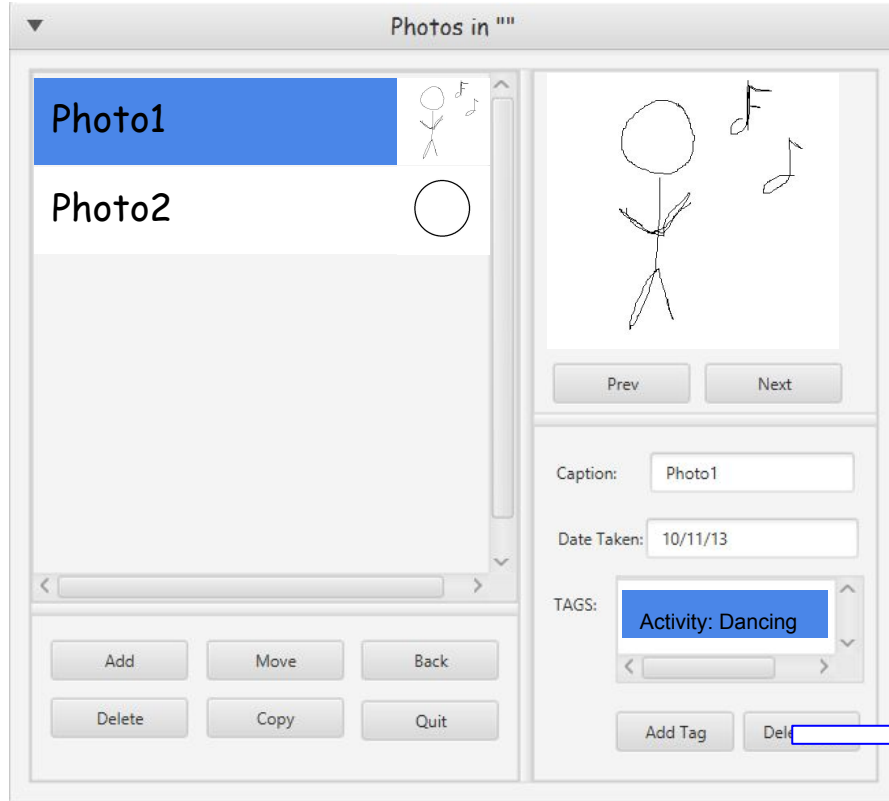 Photos in ""
Photo1
Photo2
Prev Next
Caption: Photo1
Date Taken: 10/11/13
TAGS: Activity: Dancing
Add Move Back
Delete Copy Quit
Add Tag